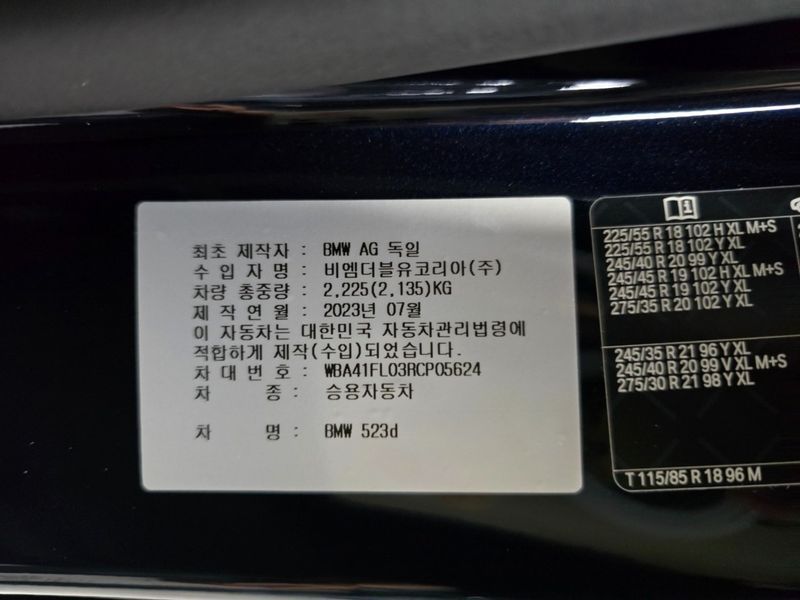 최초 제작자 : BMW AG 독일
수 입 자 명 : 비엠더블유코리아(주)
차량 총중량 : 2,225(2,135)KG
제 작 연 월 : 2023년 07월
이 자동차는 대한민국 자동차관리법령에
적합하게 제작(수입)되었습니다.
차 대 번 호 : WBA41FL03RCP05624
차 종 : 승용자동차
차 명 : BMW 523d
225/55 R 18 102 H XL M+S
225/55 R 18 102 Y XL
245/40 R 20 99 Y XL
245/45 R 19 102 H XL M+S
245/45 R 19 102 Y XL
275/35 R 20 102 Y XL
245/35 R 21 96 Y XL
245/40 R 20 99 V XL M+S
275/30 R 21 98 Y XL
T 115/85 R 18 96 M